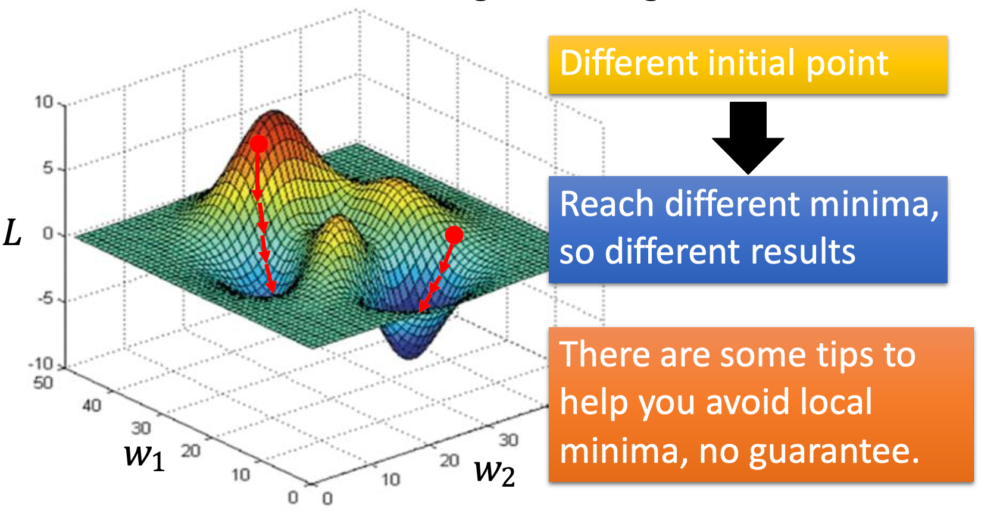 Different initial point
Reach different minima,
so different results
There are some tips to
help you avoid local
minima, no guarantee.
L
10
5
0
-5
-10
50
40
30
20
10
0
w1
0
10
20
30
w2